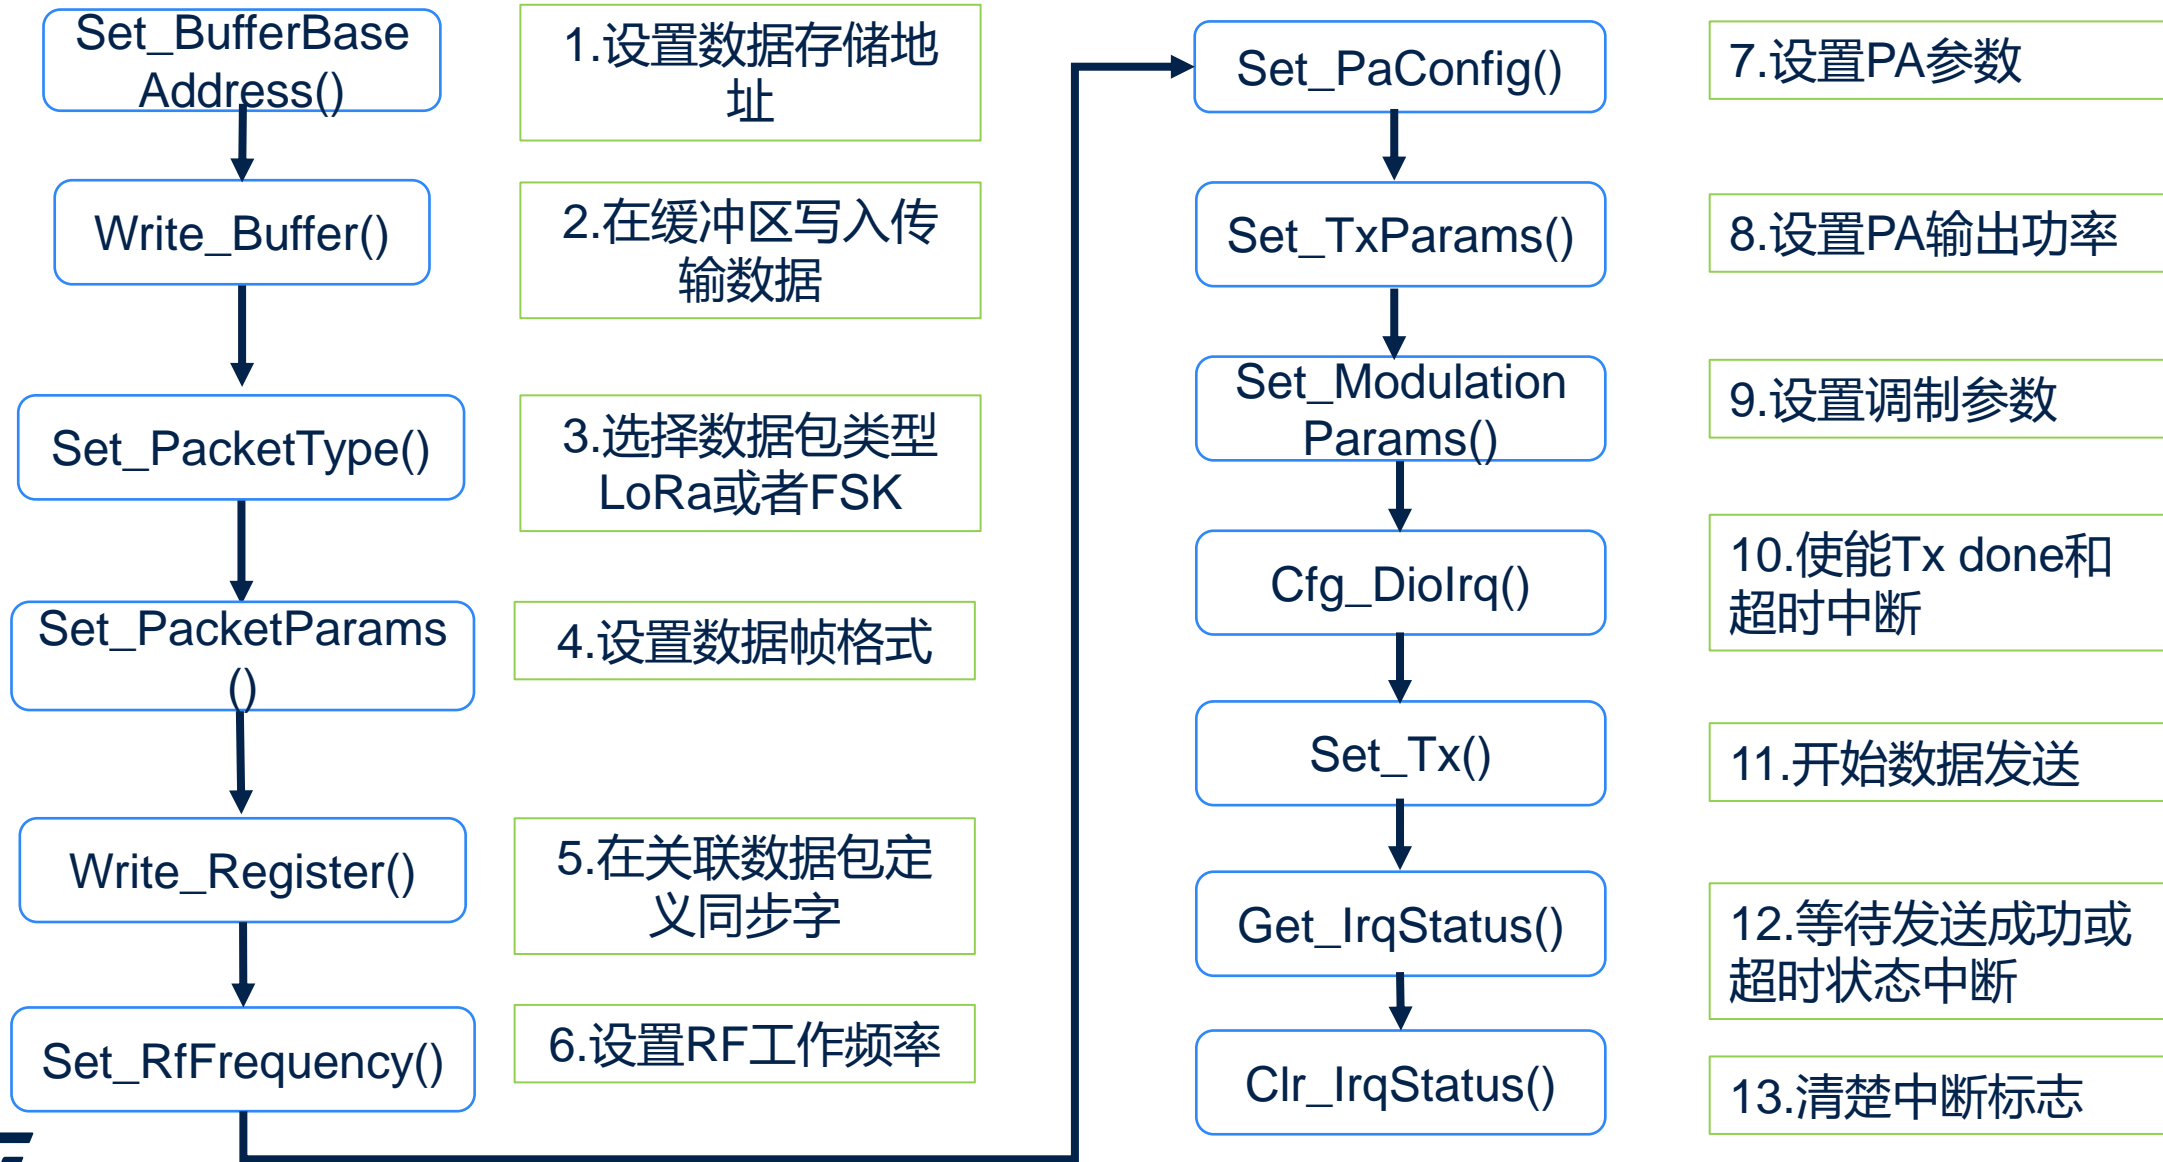 Set_BufferBase
Address()
1.设置数据存储地
址
Write_Buffer()
2.在缓冲区写入传
输数据
Set_PacketType()
3.选择数据包类型
LoRa或者FSK
Set_PacketParams
()
4.设置数据帧格式
Write_Register()
5.在关联数据包定
义同步字
Set_RfFrequency()
6.设置RF工作频率
Set_PaConfig()
7.设置PA参数
Set_TxParams()
8.设置PA输出功率
Set_Modulation
Params()
9.设置调制参数
Cfg_DioIrq()
10.使能Tx done和
超时中断
Set_Tx()
11.开始数据发送
Get_IrqStatus()
12.等待发送成功或
超时状态中断
Clr_IrqStatus()
13.清楚中断标志